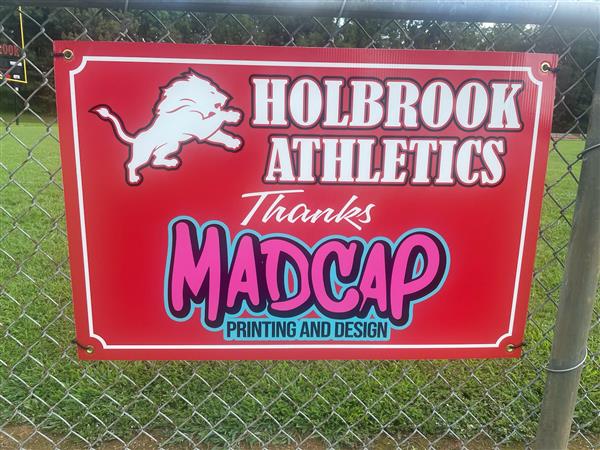 HOLBROOK
ATHLETICS
Thanks
MADCAP
PRINTING AND DESIGN